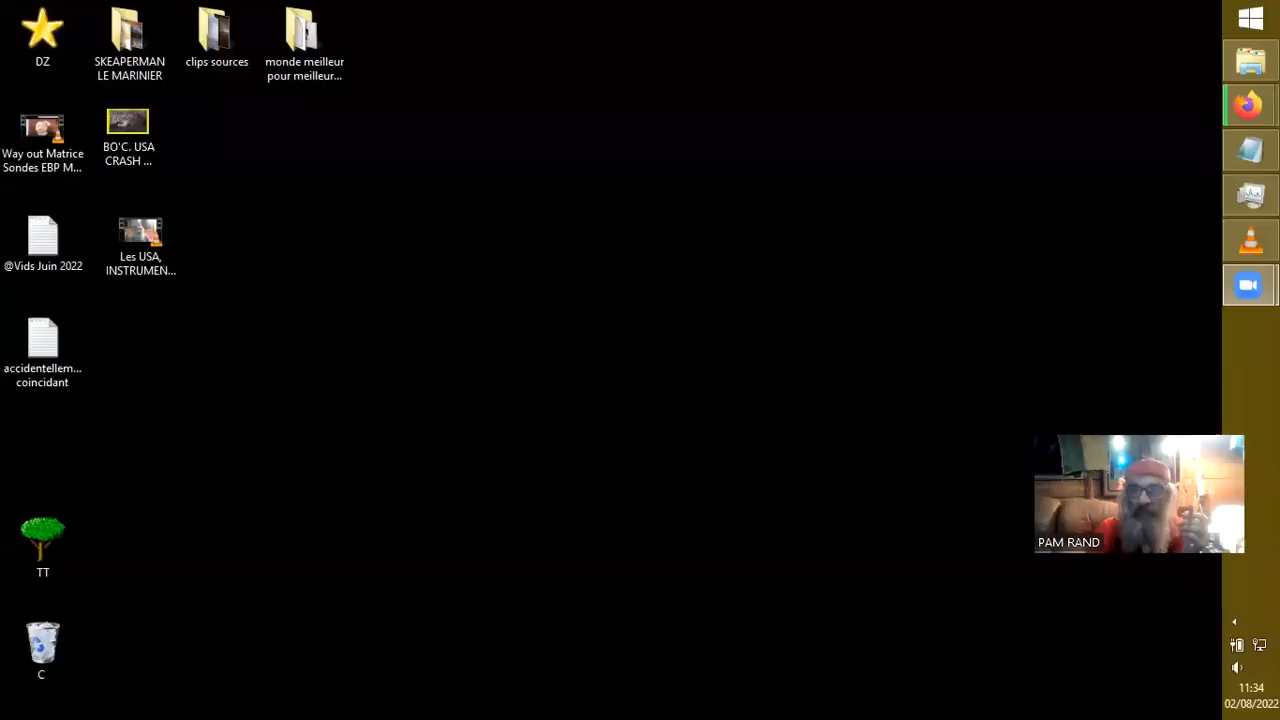 DZ
SKEAPERMAN
LE MARINIER
clips sources
monde meilleur
pour meilleur...
Way out Matrice
Sondes EBP M...
BO'C. USA
CRASH ...
@Vids Juin 2022
Les USA,
INSTRUMEN...
accidentellem...
coincidant
PAM RAND
TT
C
11:34
02/08/2022